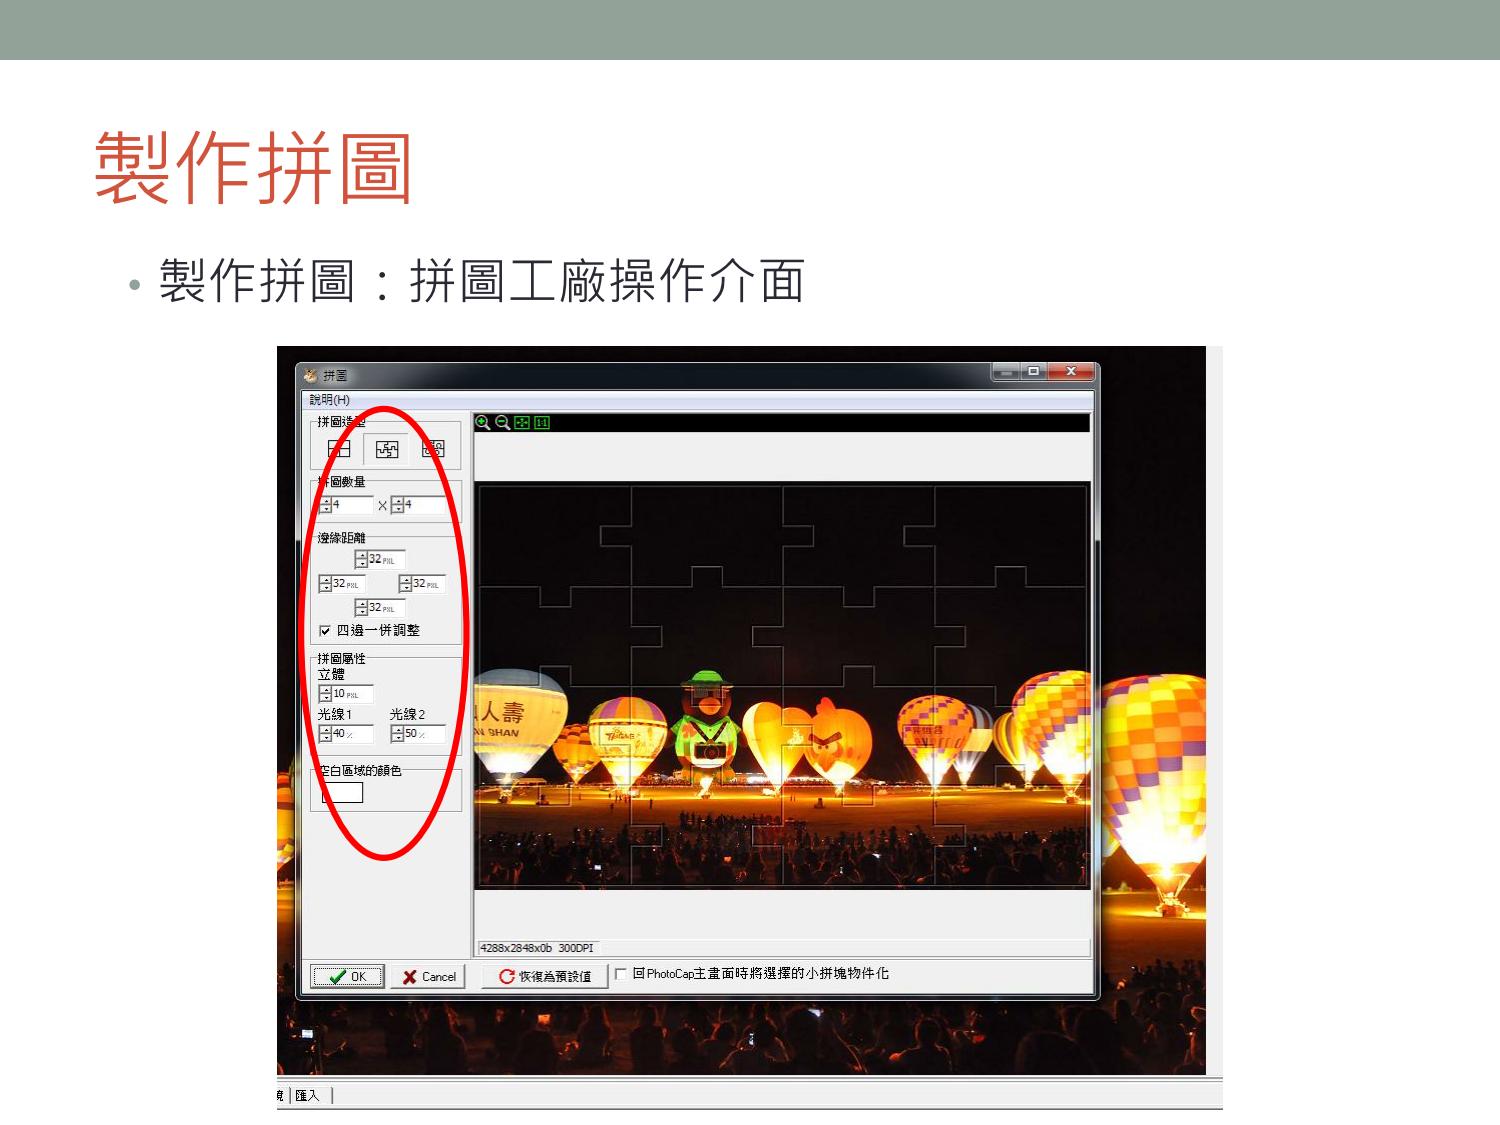 製作拼圖
• 製作拼圖：拼圖工廠操作介面
拼圖
說明(H)
拼圖造型
拼圖數量
4 X 4
邊緣距離
32 PXL
32 PXL 32 PXL
32 PXL
四邊一併調整
拼圖屬性
立體
10 PXL
光線1 光線2
40 % 50 %
空白區域的顏色
人壽
SHAN
4288x2848x0b 300DPI
OK Cancel 恢復為預設值 回PhotoCap主畫面時將選擇的小拼塊物件化
匯入